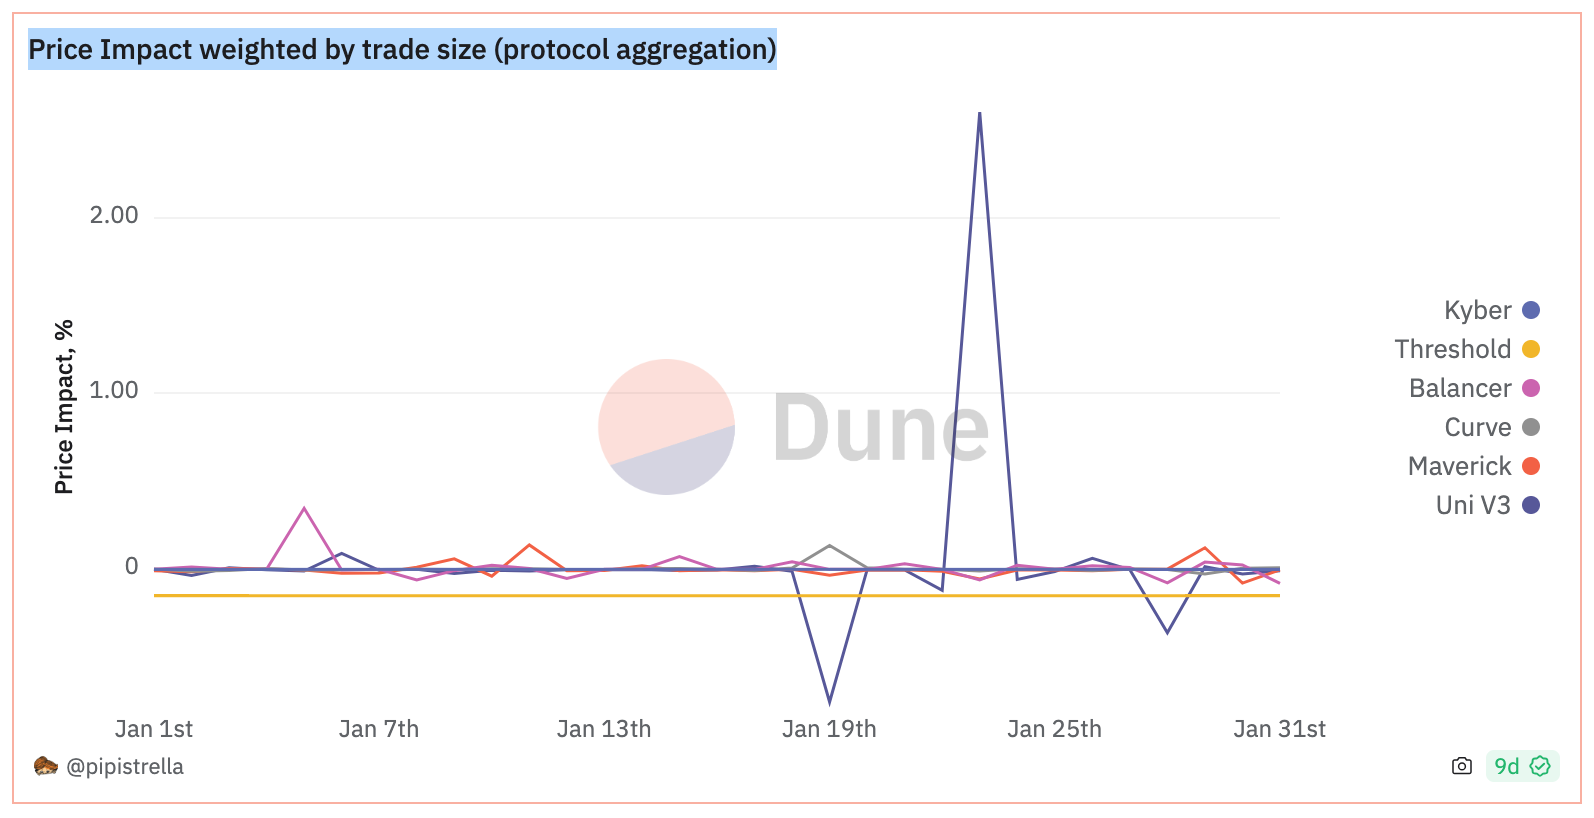 Price Impact weighted by trade size (protocol aggregation)
2.00
1.00
0
Price Impact, %
Dune
Kyber
Threshold
Balancer
Curve
Maverick
Uni V3
Jan 1st Jan 7th Jan 13th Jan 19th Jan 25th Jan 31st
@pipistrella 9d